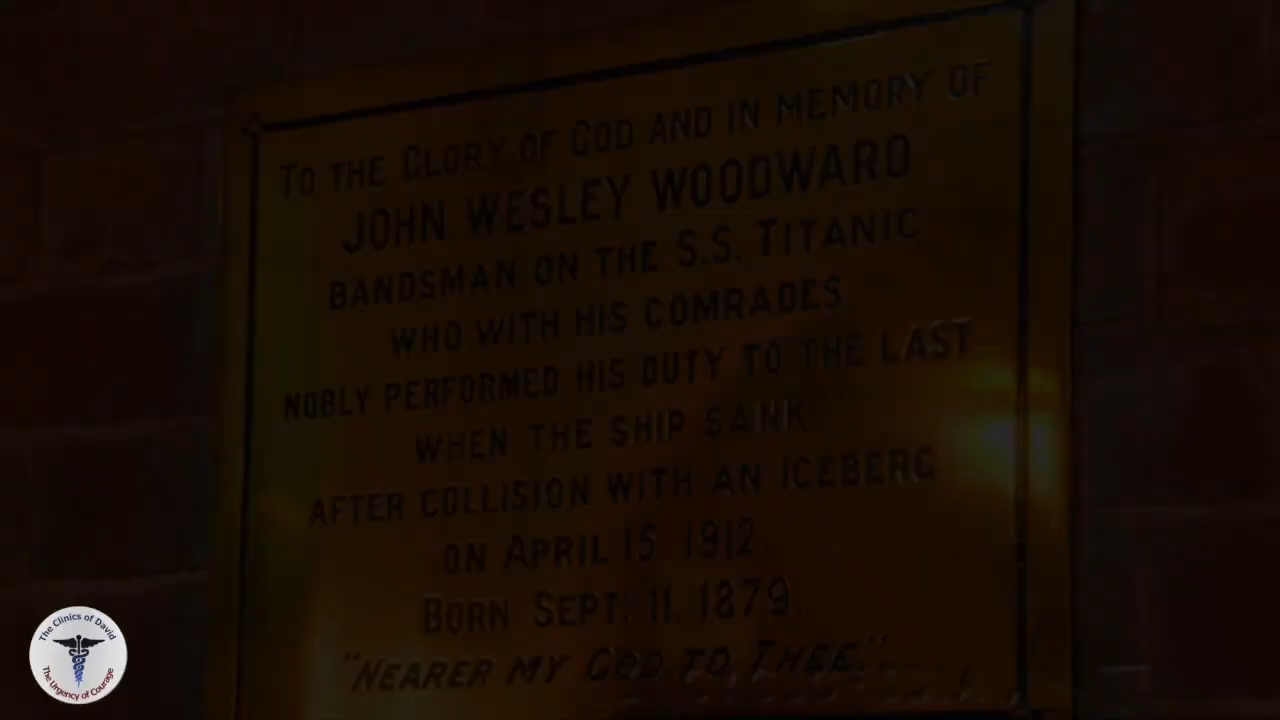 To the Glory of God and in memory of
JOHN WESLEY WOODWARD
BANDSMAN ON THE S.S. TITANIC
WHO WITH HIS COMRADES
NOBLY PERFORMED HIS DUTY TO THE LAST
WHEN THE SHIP SANK
AFTER COLLISION WITH AN ICEBERG
ON APRIL 15 1912
BORN SEPT. 11. 1879
"NEARER MY GOD TO THEE."
The Clinics of David
The Urgency of Courage